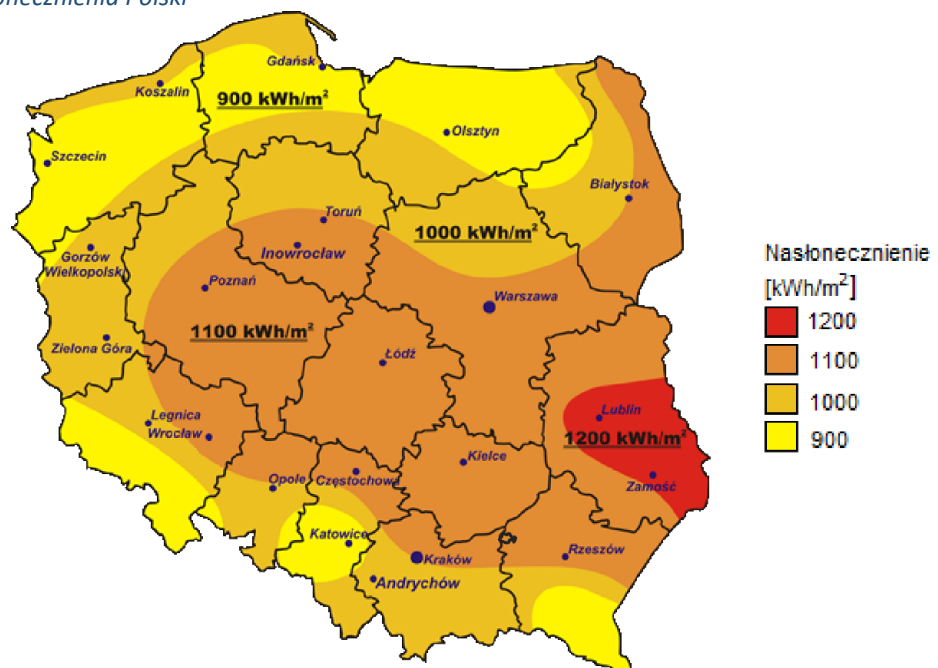 onecznienia Polski
Gdańsk
Koszalin
900 kWh/m²
Olsztyn
Szczecin
Białystok
Toruń
1000 kWh/m²
Gorzów
Wielkopolski
Inowrocław
Poznań
Warszawa
1100 kWh/m²
Zielona Góra
Łódź
Legnica
Wrocław
Lublin
1200 kWh/m²
Kielce
Opole
Częstochowa
Zamość
Katowice
Kraków
Rzeszów
Andrychów
Nasłonecznienie
[kWh/m²]
1200
1100
1000
900